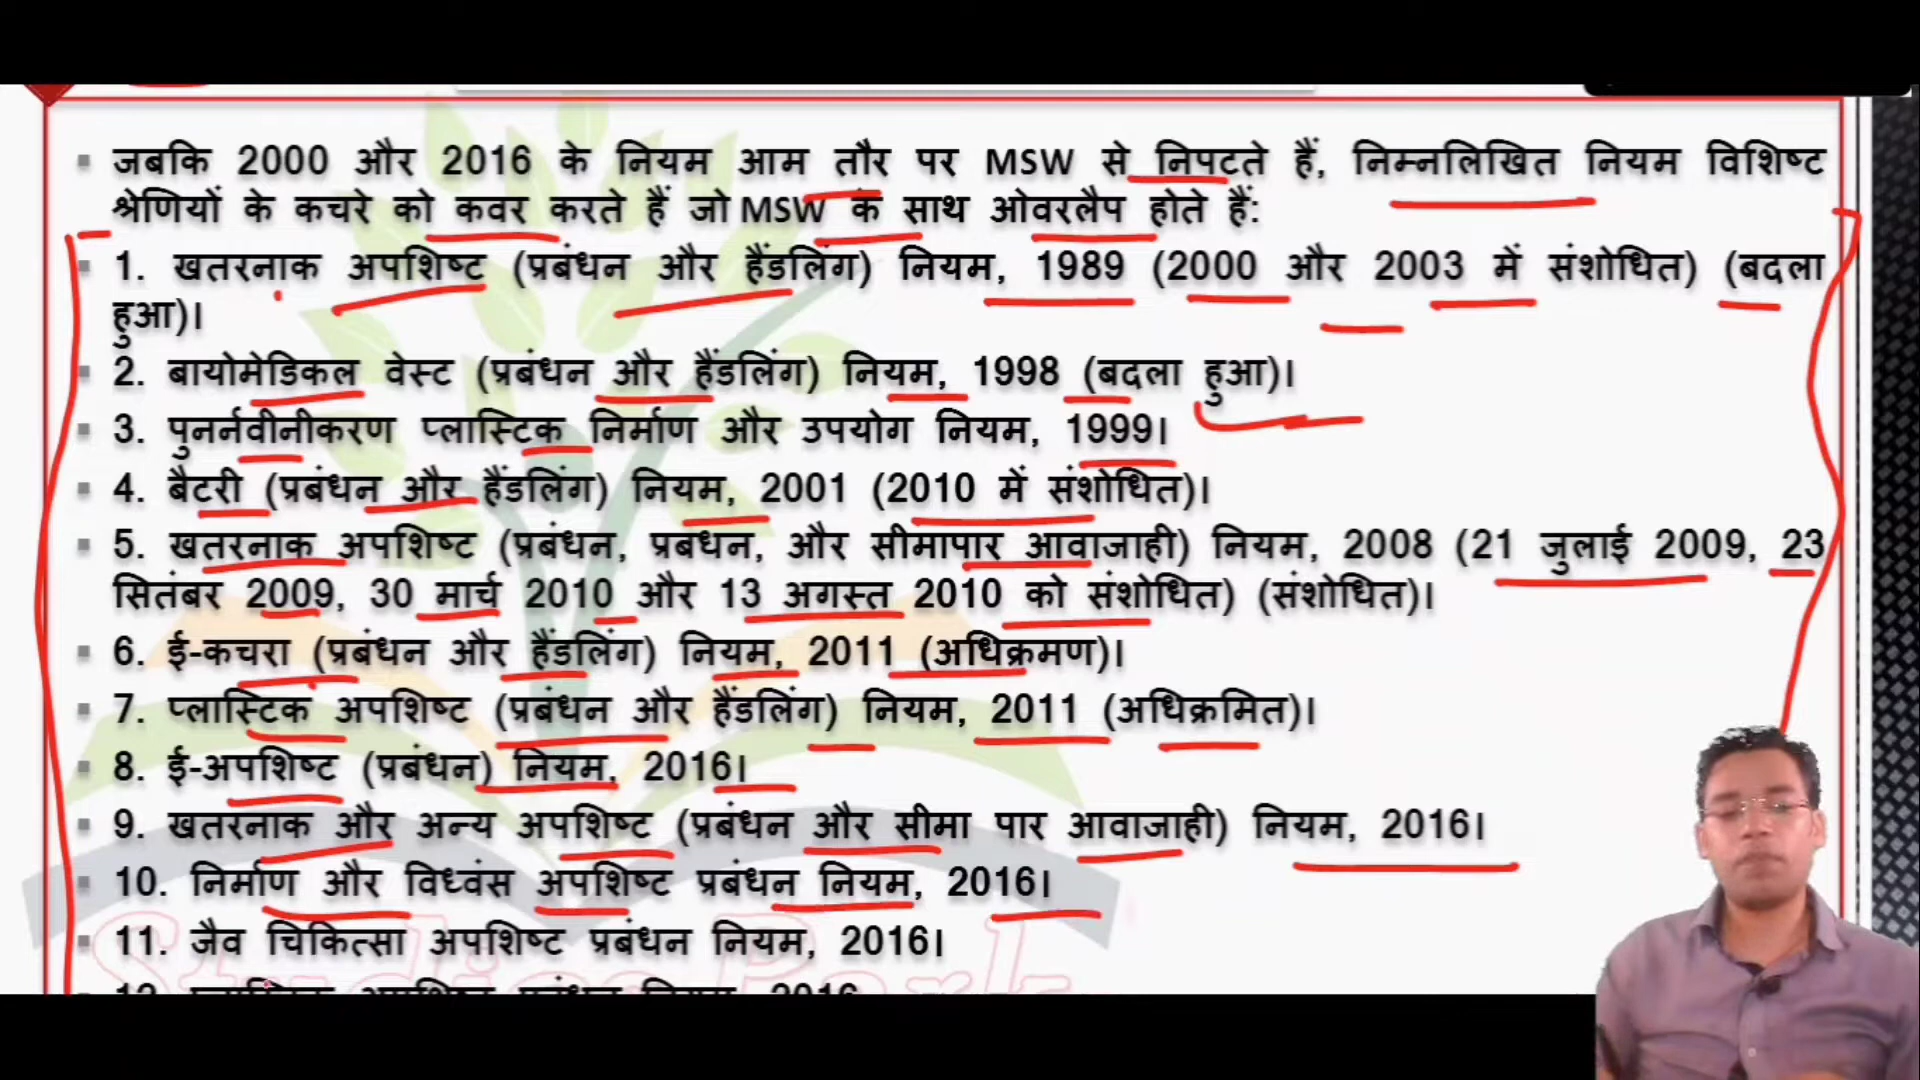 जबकि 2000 और 2016 के नियम आम तौर पर MSW से निपटते हैं, निम्नलिखित नियम विशिष्ट
श्रेणियों के कचरे को कवर करते हैं जो MSW के साथ ओवरलैप होते हैं:
1. खतरनाक अपशिष्ट (प्रबंधन और हैंडलिंग) नियम, 1989 (2000 और 2003 में संशोधित) (बदला
हुआ)।
2. बायोमेडिकल वेस्ट (प्रबंधन और हैंडलिंग) नियम, 1998 (बदला हुआ)।
3. पुनर्नवीनीकरण प्लास्टिक निर्माण और उपयोग नियम, 1999।
4. बैटरी (प्रबंधन और हैंडलिंग) नियम, 2001 (2010 में संशोधित)।
5. खतरनाक अपशिष्ट (प्रबंधन, प्रबंधन, और सीमापार आवाजाही) नियम, 2008 (21 जुलाई 2009, 23
सितंबर 2009, 30 मार्च 2010 और 13 अगस्त 2010 को संशोधित) (संशोधित)।
6. ई-कचरा (प्रबंधन और हैंडलिंग) नियम, 2011 (अधिक्रमण)।
7. प्लास्टिक अपशिष्ट (प्रबंधन और हैंडलिंग) नियम, 2011 (अधिक्रमित)।
8. ई-अपशिष्ट (प्रबंधन) नियम, 2016।
9. खतरनाक और अन्य अपशिष्ट (प्रबंधन और सीमा पार आवाजाही) नियम, 2016।
10. निर्माण और विध्वंस अपशिष्ट प्रबंधन नियम, 2016।
11. जैव चिकित्सा अपशिष्ट प्रबंधन नियम, 2016।